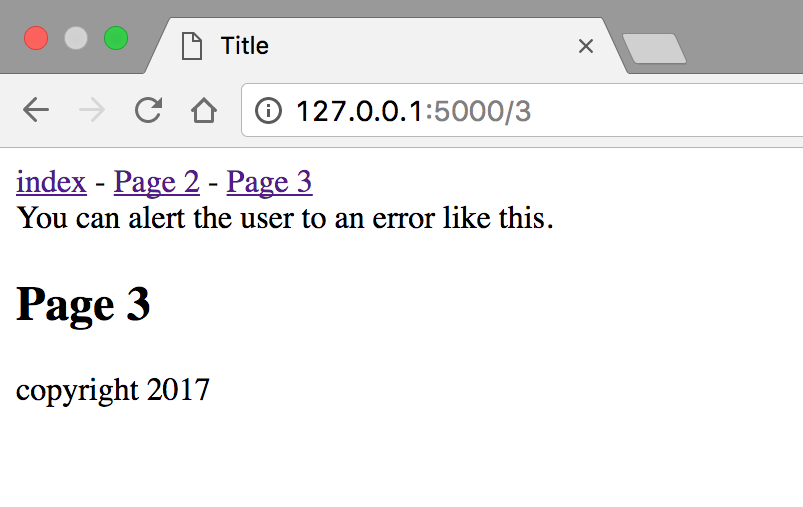 Title
127.0.0.1:5000/3
index - Page 2 - Page 3
You can alert the user to an error like this.
Page 3
copyright 2017